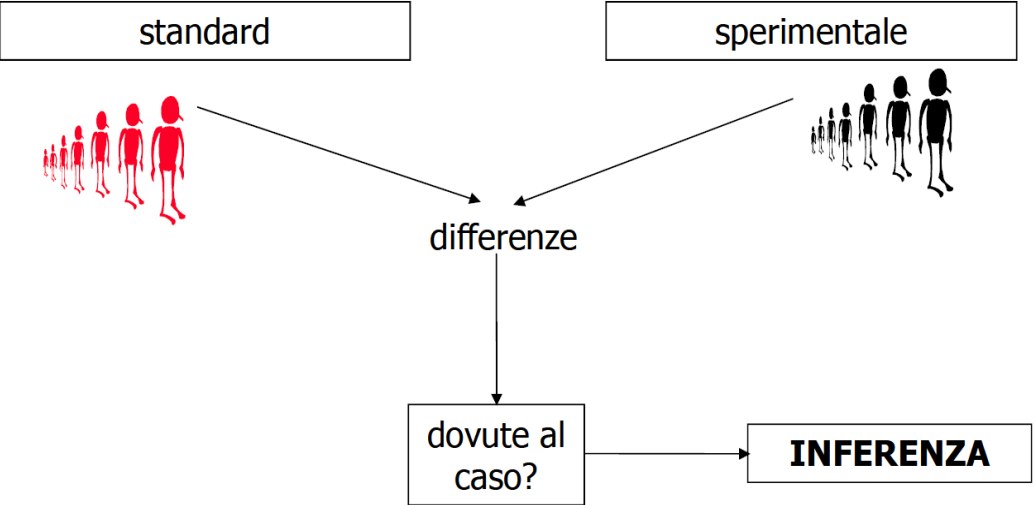 standard
sperimentale
differenze
dovute al
caso?
INFERENZA